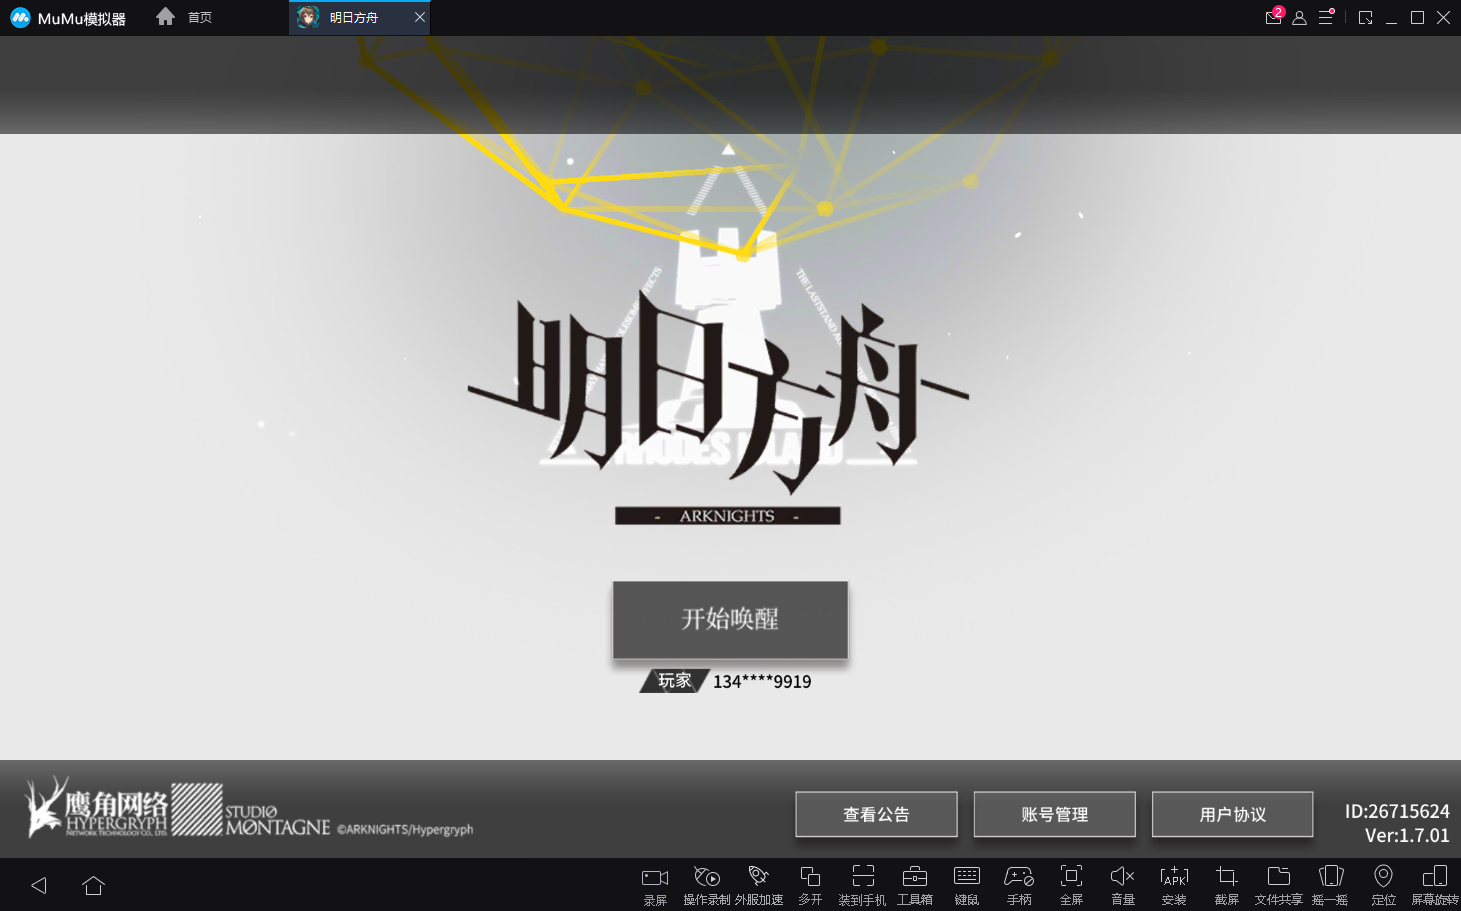 MuMu模拟器
首页
明日方舟
2
THE LASTSTAND
RHODES ISLAND
明日方舟
- ARKNIGHTS -
开始唤醒
玩家 134****9919
鹰角网络
HYPERGRYPH
NETWORK TECHNOLOGY CO., LTD.
STUDIO
MØNTAGNE
©ARKNIGHTS/Hypergryph
查看公告
账号管理
用户协议
ID:26715624
Ver:1.7.01
APK
录屏
操作录制
外服加速
多开
装到手机
工具箱
键鼠
手柄
全屏
音量
安装
截屏
文件共享
摇一摇
定位
屏幕旋转